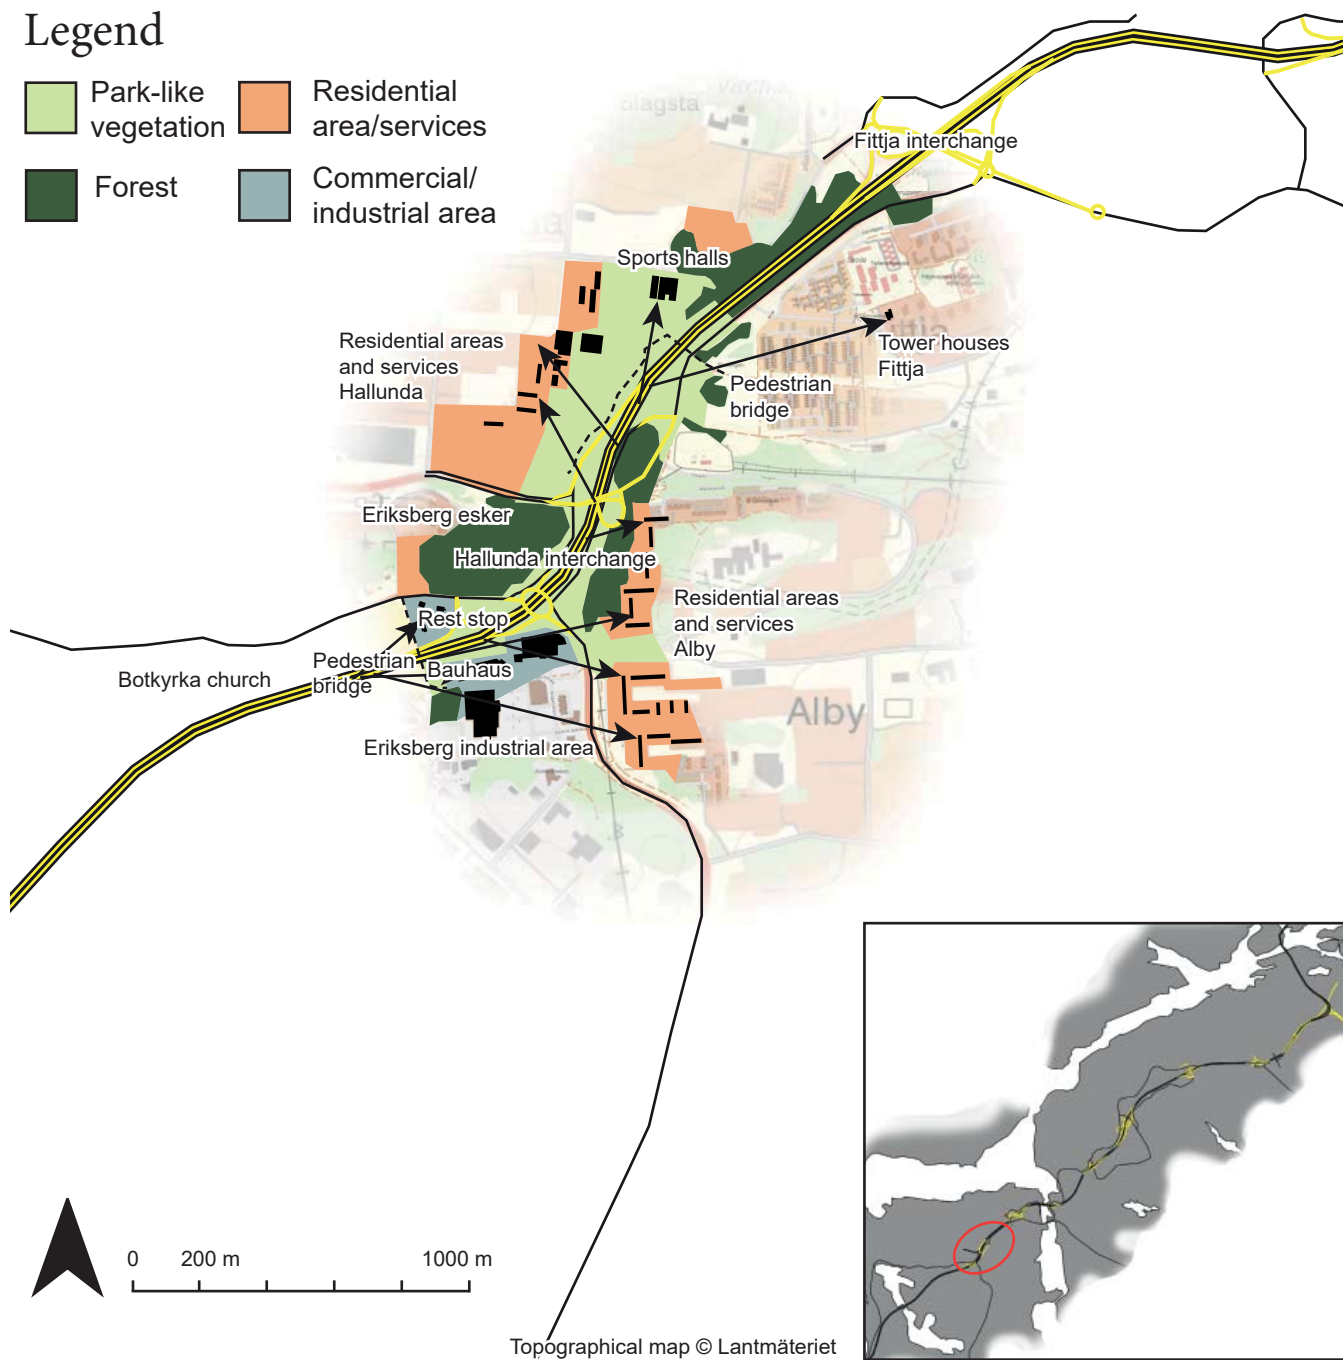 Legend
Park-like
vegetation
Residential
area/services
Forest
Commercial/
industrial area
Slagsta
Fittja interchange
Sports halls
Residential areas
and services
Hallunda
Tower houses
Fittja
Pedestrian
bridge
Eriksberg esker
Hallunda interchange
Rest stop
Residential areas
and services
Alby
Pedestrian
bridge
Bauhaus
Botkyrka church
Alby
Eriksberg industrial area
0 200 m 1000 m
Topographical map © Lantmäteriet